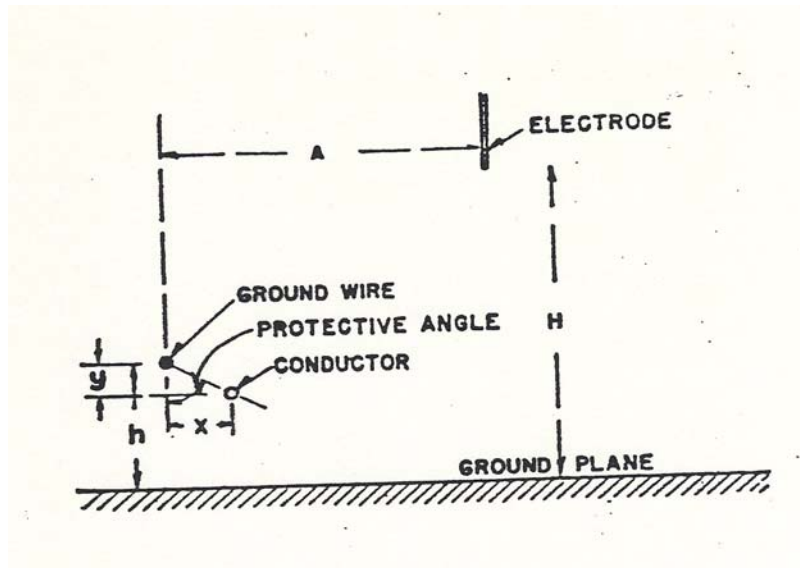 ELECTRODE
A
GROUND WIRE
PROTECTIVE ANGLE
H
CONDUCTOR
y
x
h
GROUND PLANE